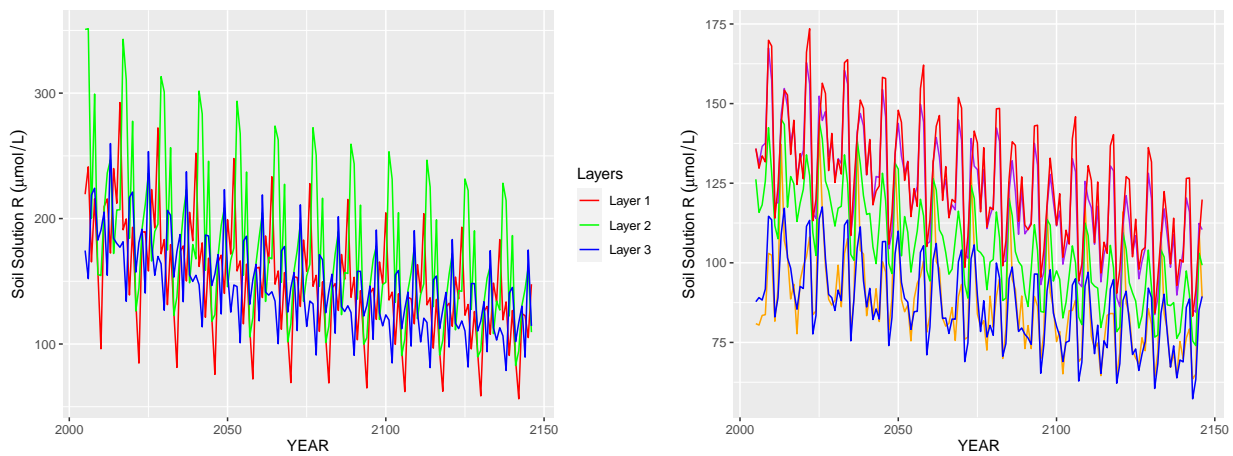 Soil Solution R (µmol / L)
300
200
100
2000
2050
2100
2150
YEAR
Layers
Layer 1
Layer 2
Layer 3
Soil Solution R (µmol / L)
175
150
125
100
75
2000
2050
2100
2150
YEAR